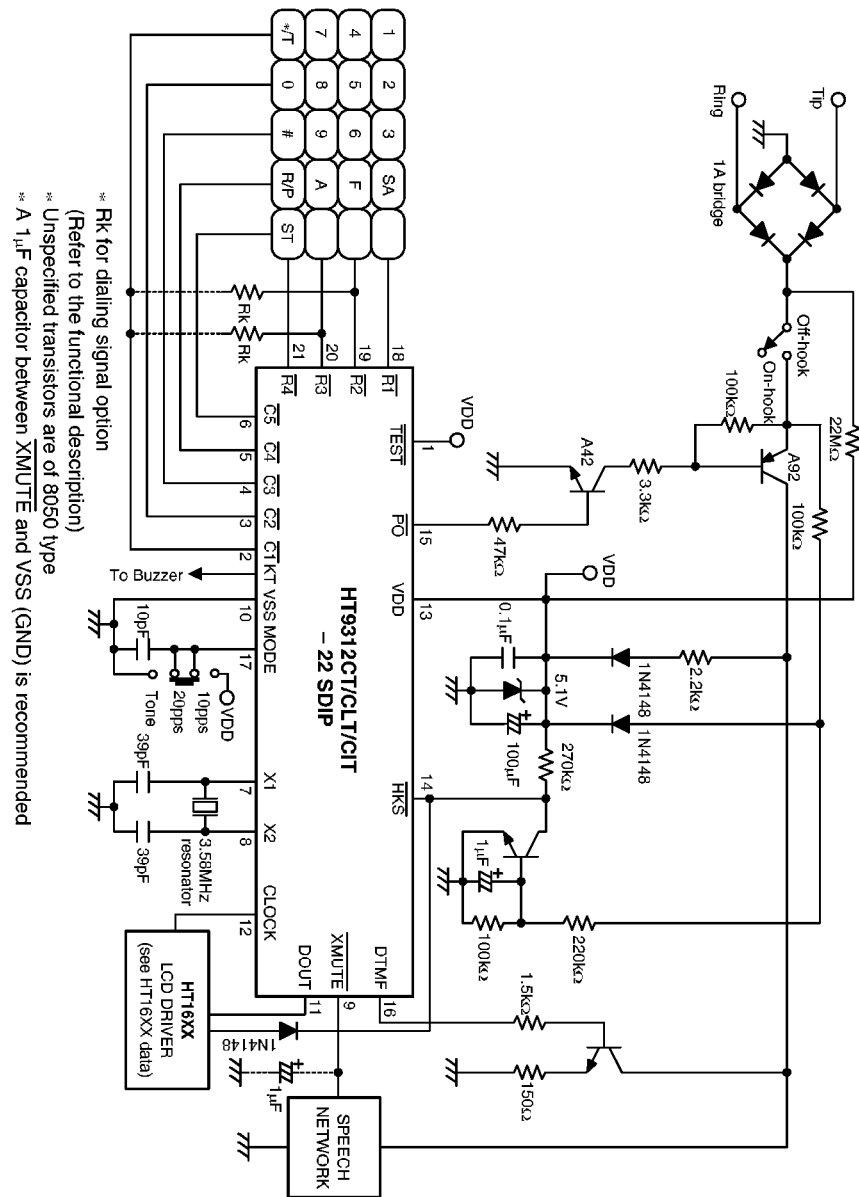 Tip
Ring
1A bridge
Off-hook
On-hook
22MΩ
100kΩ
A92
100kΩ
3.3kΩ
A42
47kΩ
VDD
VDD
0.1µF
5.1V
100µF
1N4148
1N4148
2.2kΩ
270kΩ
1µF
100kΩ
220kΩ
1.5kΩ
150Ω
1 2 3 SA
4 5 6 F
7 8 9 A
*/T 0 # R/P ST
Rk
Rk
18 19 20 21
R1 R2 R3 R4
1 15 13 14
TEST PO VDD HKS
HT9312CT/CLT/CIT
– 22 SDIP
DTMF 16
XMUTE 9
DOUT 11
C5 C4 C3 C2 C1 KT VSS MODE X1 X2 CLOCK
6 5 4 3 2 10 17 7 8 12
To Buzzer
10pF
VDD
10pps
20pps
Tone
39pF
39pF
3.58MHz
resonator
HT16XX
LCD DRIVER
(see HT16XX data)
1N4148
1µF
SPEECH
NETWORK
* Rk for dialing signal option
(Refer to the functional description)
* Unspecified transistors are of 8050 type
* A 1µF capacitor between XMUTE and VSS (GND) is recommended